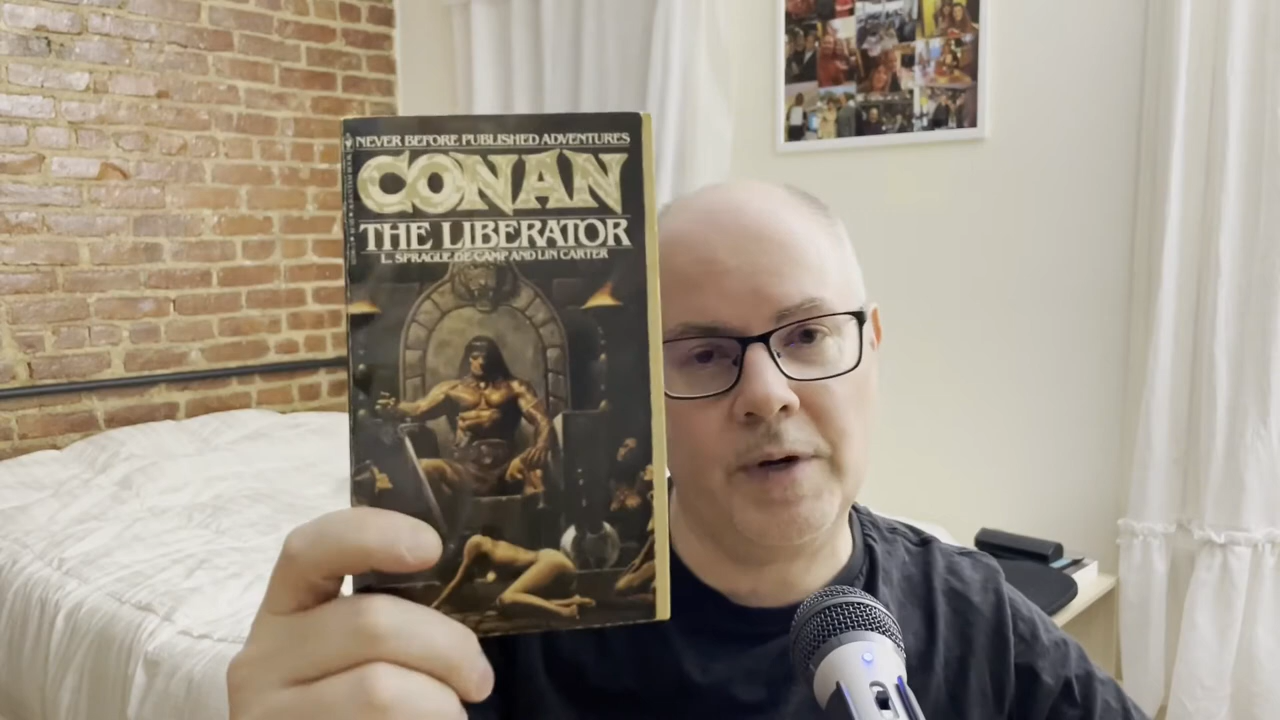 NEVER BEFORE PUBLISHED ADVENTURES
CONAN
THE LIBERATOR
L. SPRAGUE DE CAMP AND LIN CARTER